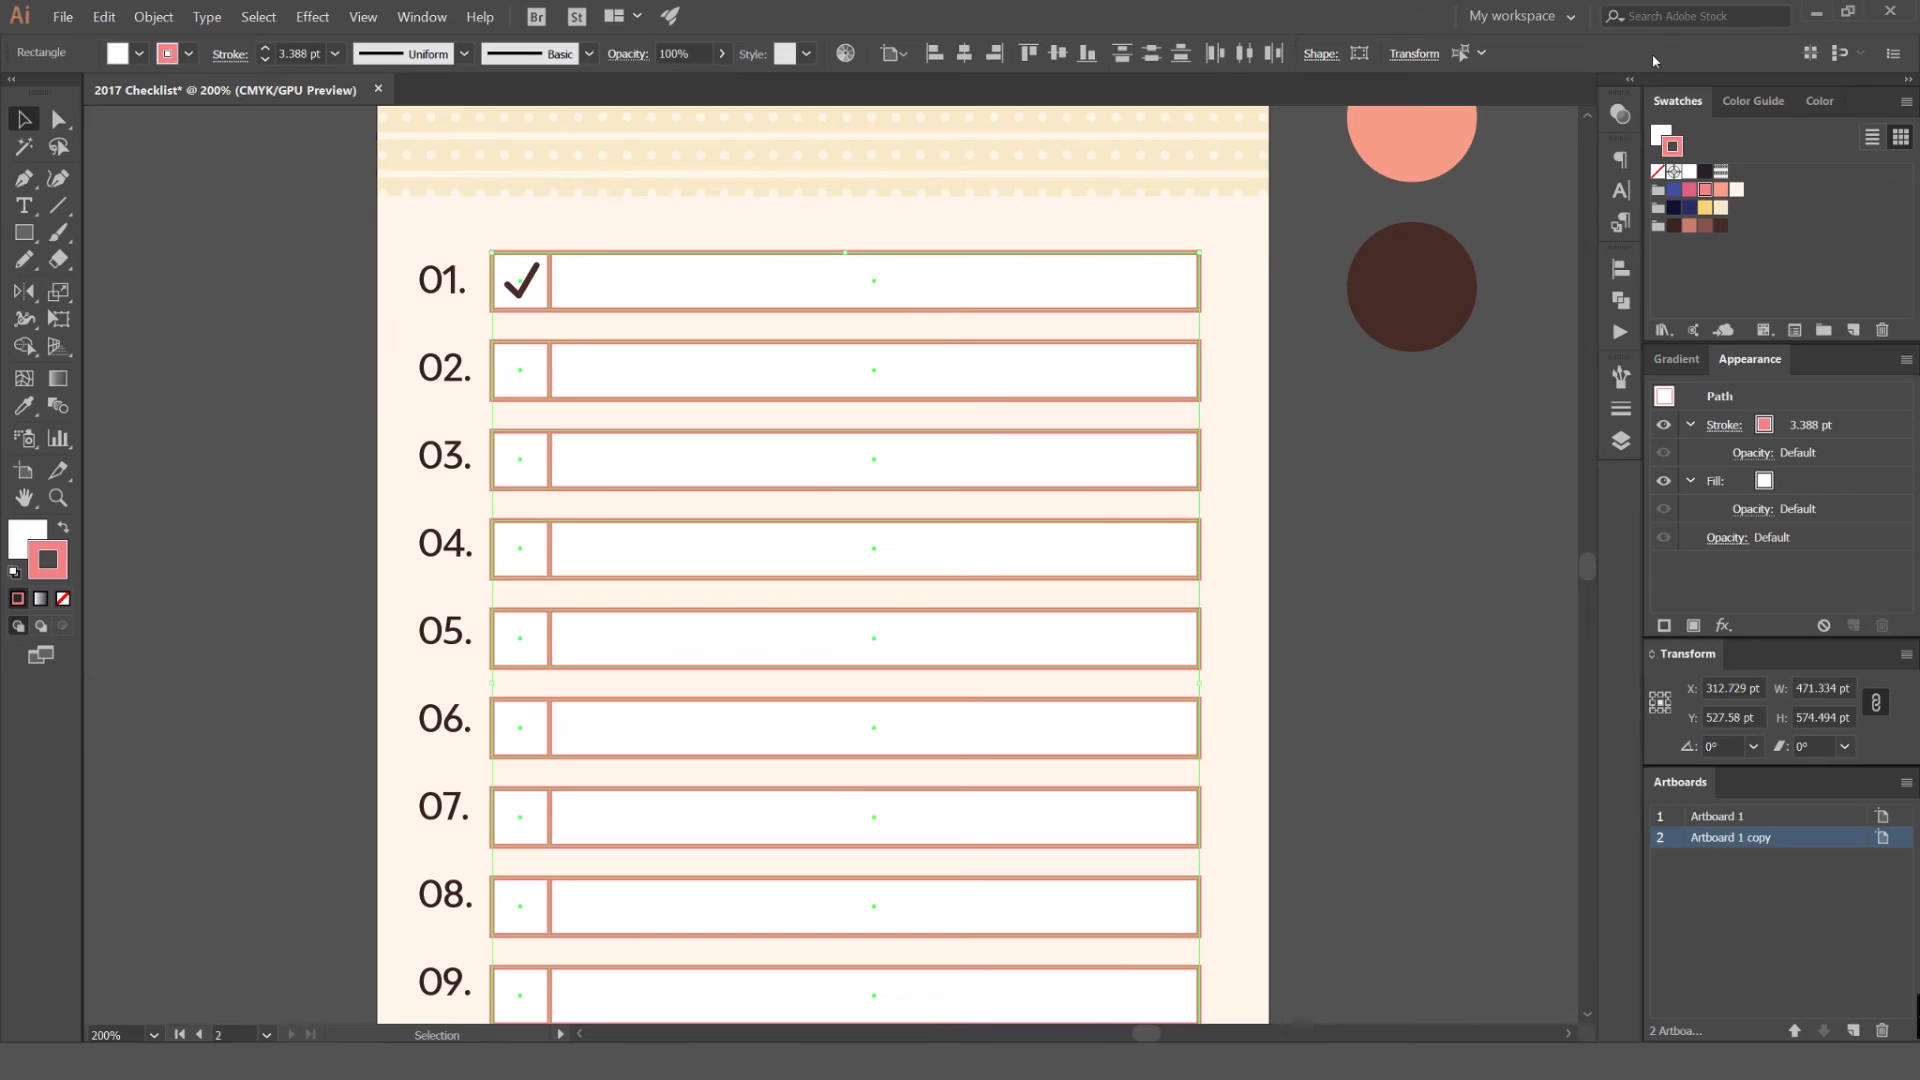 Ai File Edit Object Type Select Effect View Window Help Br St My workspace Search Adobe Stock
Rectangle Stroke: 3.388 pt Uniform Basic Opacity: 100% Style: Shape: Transform
2017 Checklist* @ 200% (CMYK/GPU Preview)
Swatches Color Guide Color
01.
02.
03.
04.
05.
06.
07.
08.
09.
Gradient Appearance
Path
Stroke: 3.388 pt
Opacity: Default
Fill:
Opacity: Default
Opacity: Default
fx.
Transform
X: 312.729 pt W: 471.334 pt
Y: 527.58 pt H: 574.494 pt
0° 0°
Artboards
1 Artboard 1
2 Artboard 1 copy
2 Artboa...
200% 2 Selection